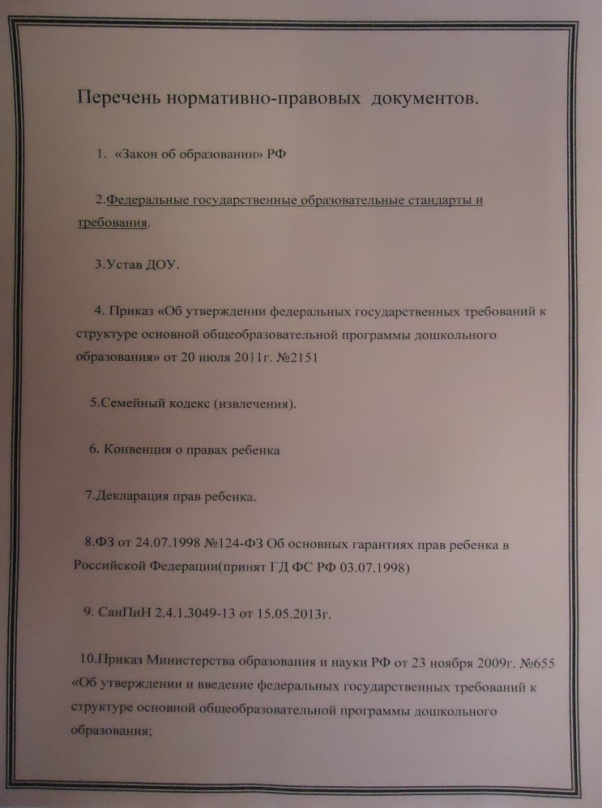 Перечень нормативно-правовых документов.
1. «Закон об образовании» РФ
2.Федеральные государственные образовательные стандарты и
требования.
3.Устав ДОУ.
4. Приказ «Об утверждении федеральных государственных требований к
структуре основной общеобразовательной программы дошкольного
образования» от 20 июля 2011г. №2151
5.Семейный кодекс (извлечения).
6. Конвенция о правах ребенка
7.Декларация прав ребенка.
8.ФЗ от 24.07.1998 №124-ФЗ Об основных гарантиях прав ребенка в
Российской Федерации(принят ГД ФС РФ 03.07.1998)
9. СанПиН 2.4.1.3049-13 от 15.05.2013г.
10.Приказ Министерства образования и науки РФ от 23 ноября 2009г. №655
«Об утверждении и введение федеральных государственных требований к
структуре основной общеобразовательной программы дошкольного
образования;